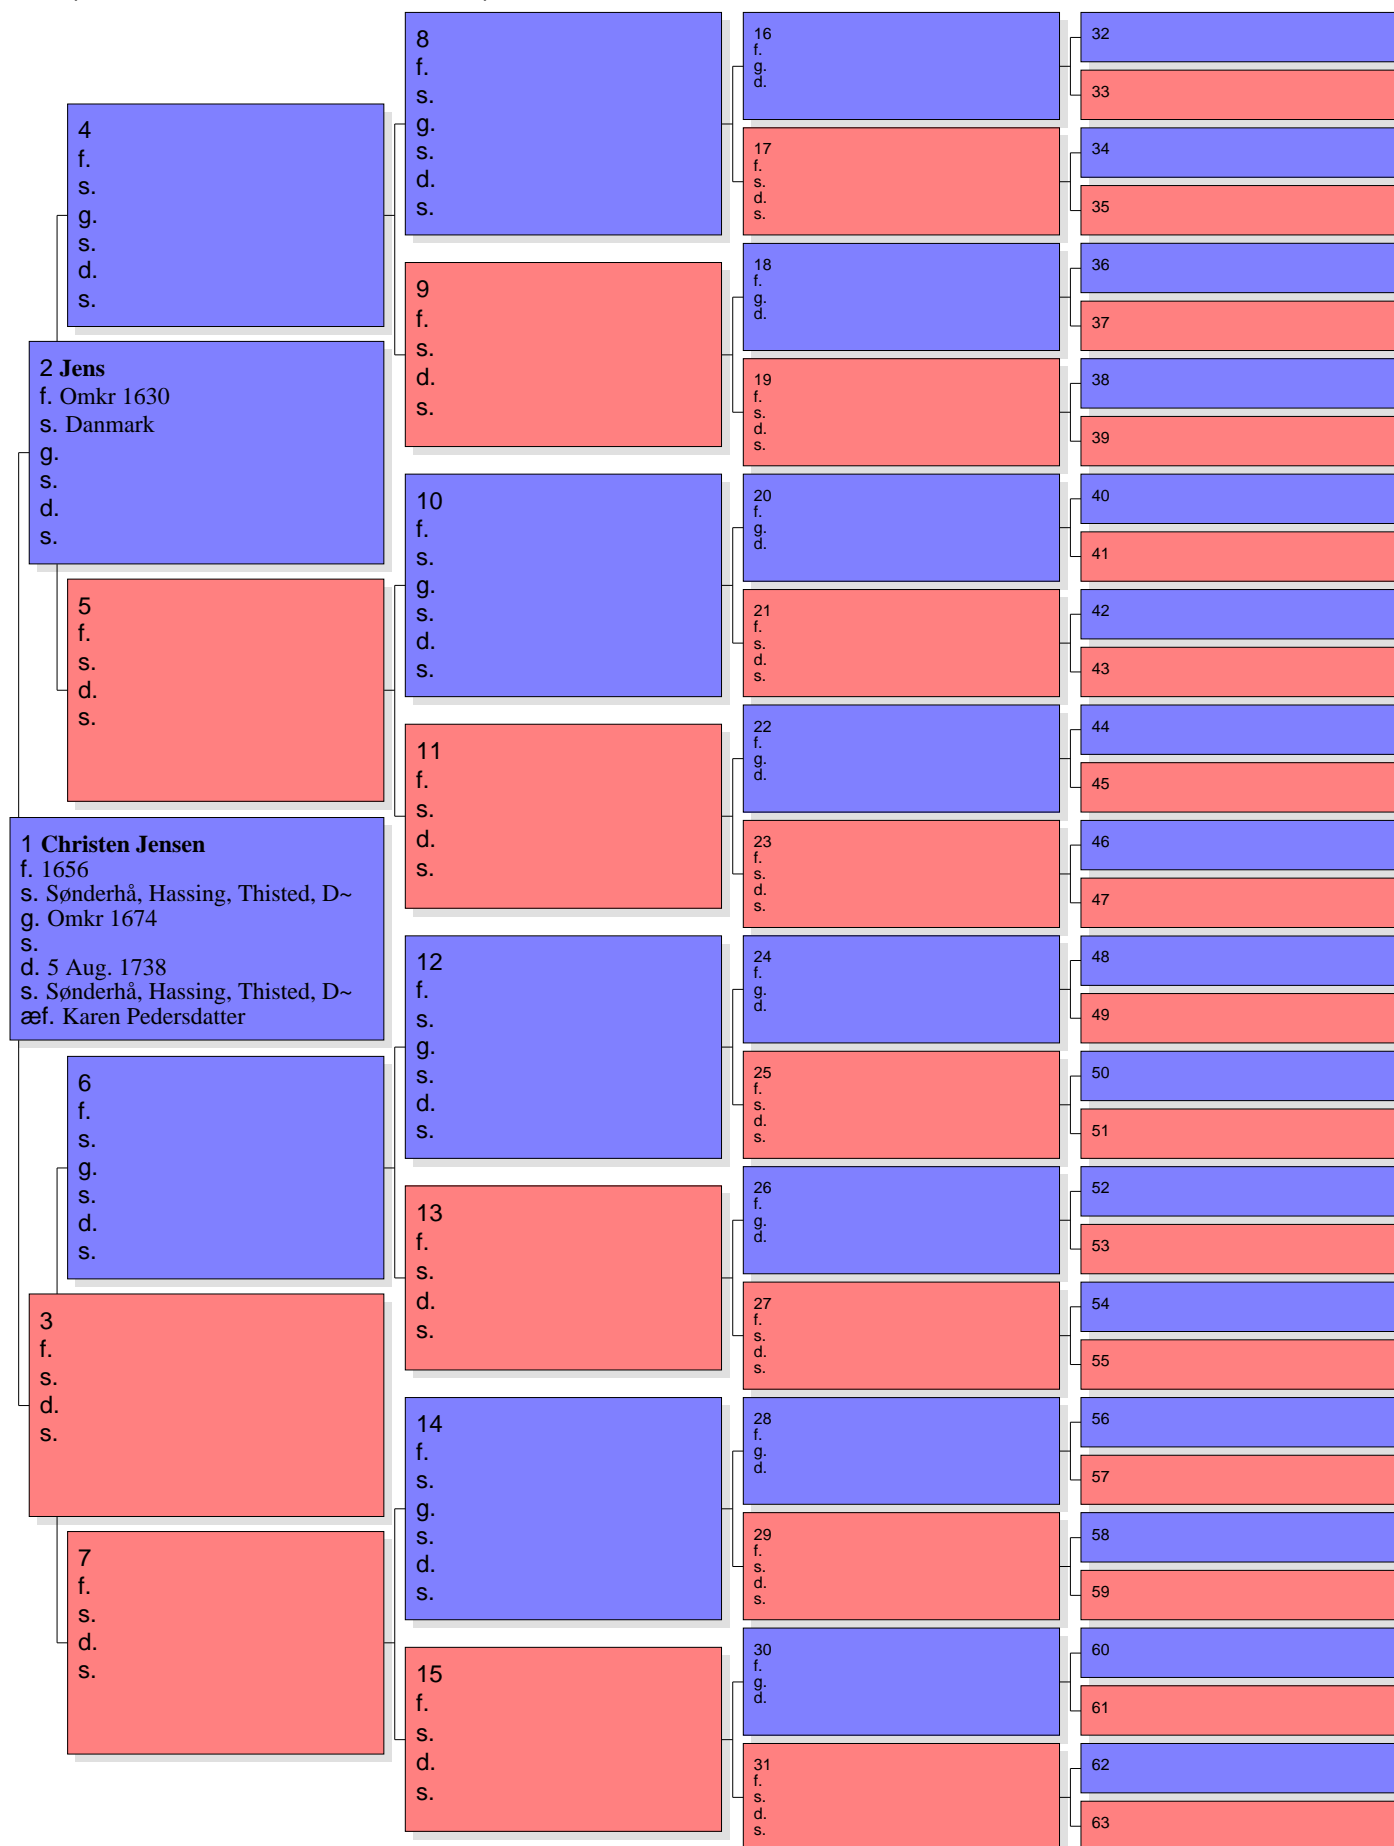 4
f.
s.
g.
s.
d.
s.
2 Jens
f. Omkr 1630
s. Danmark
g.
s.
d.
s.
5
f.
s.
d.
s.
1 Christen Jensen
f. 1656
s. Sønderhå, Hassing, Thisted, D~
g. Omkr 1674
s.
d. 5 Aug. 1738
s. Sønderhå, Hassing, Thisted, D~
æf. Karen Pedersdatter
6
f.
s.
g.
s.
d.
s.
3
f.
s.
d.
s.
7
f.
s.
d.
s.
8
f.
s.
g.
s.
d.
s.
9
f.
s.
d.
s.
10
f.
s.
g.
s.
d.
s.
11
f.
s.
d.
s.
12
f.
s.
g.
s.
d.
s.
13
f.
s.
d.
s.
14
f.
s.
g.
s.
d.
s.
15
f.
s.
d.
s.
16
f.
g.
d.
17
f.
s.
d.
s.
18
f.
g.
d.
19
f.
s.
d.
s.
20
f.
g.
d.
21
f.
s.
d.
s.
22
f.
g.
d.
23
f.
s.
d.
s.
24
f.
g.
d.
25
f.
s.
d.
s.
26
f.
g.
d.
27
f.
s.
d.
s.
28
f.
g.
d.
29
f.
s.
d.
s.
30
f.
g.
d.
31
f.
s.
d.
s.
32
33
34
35
36
37
38
39
40
41
42
43
44
45
46
47
48
49
50
51
52
53
54
55
56
57
58
59
60
61
62
63